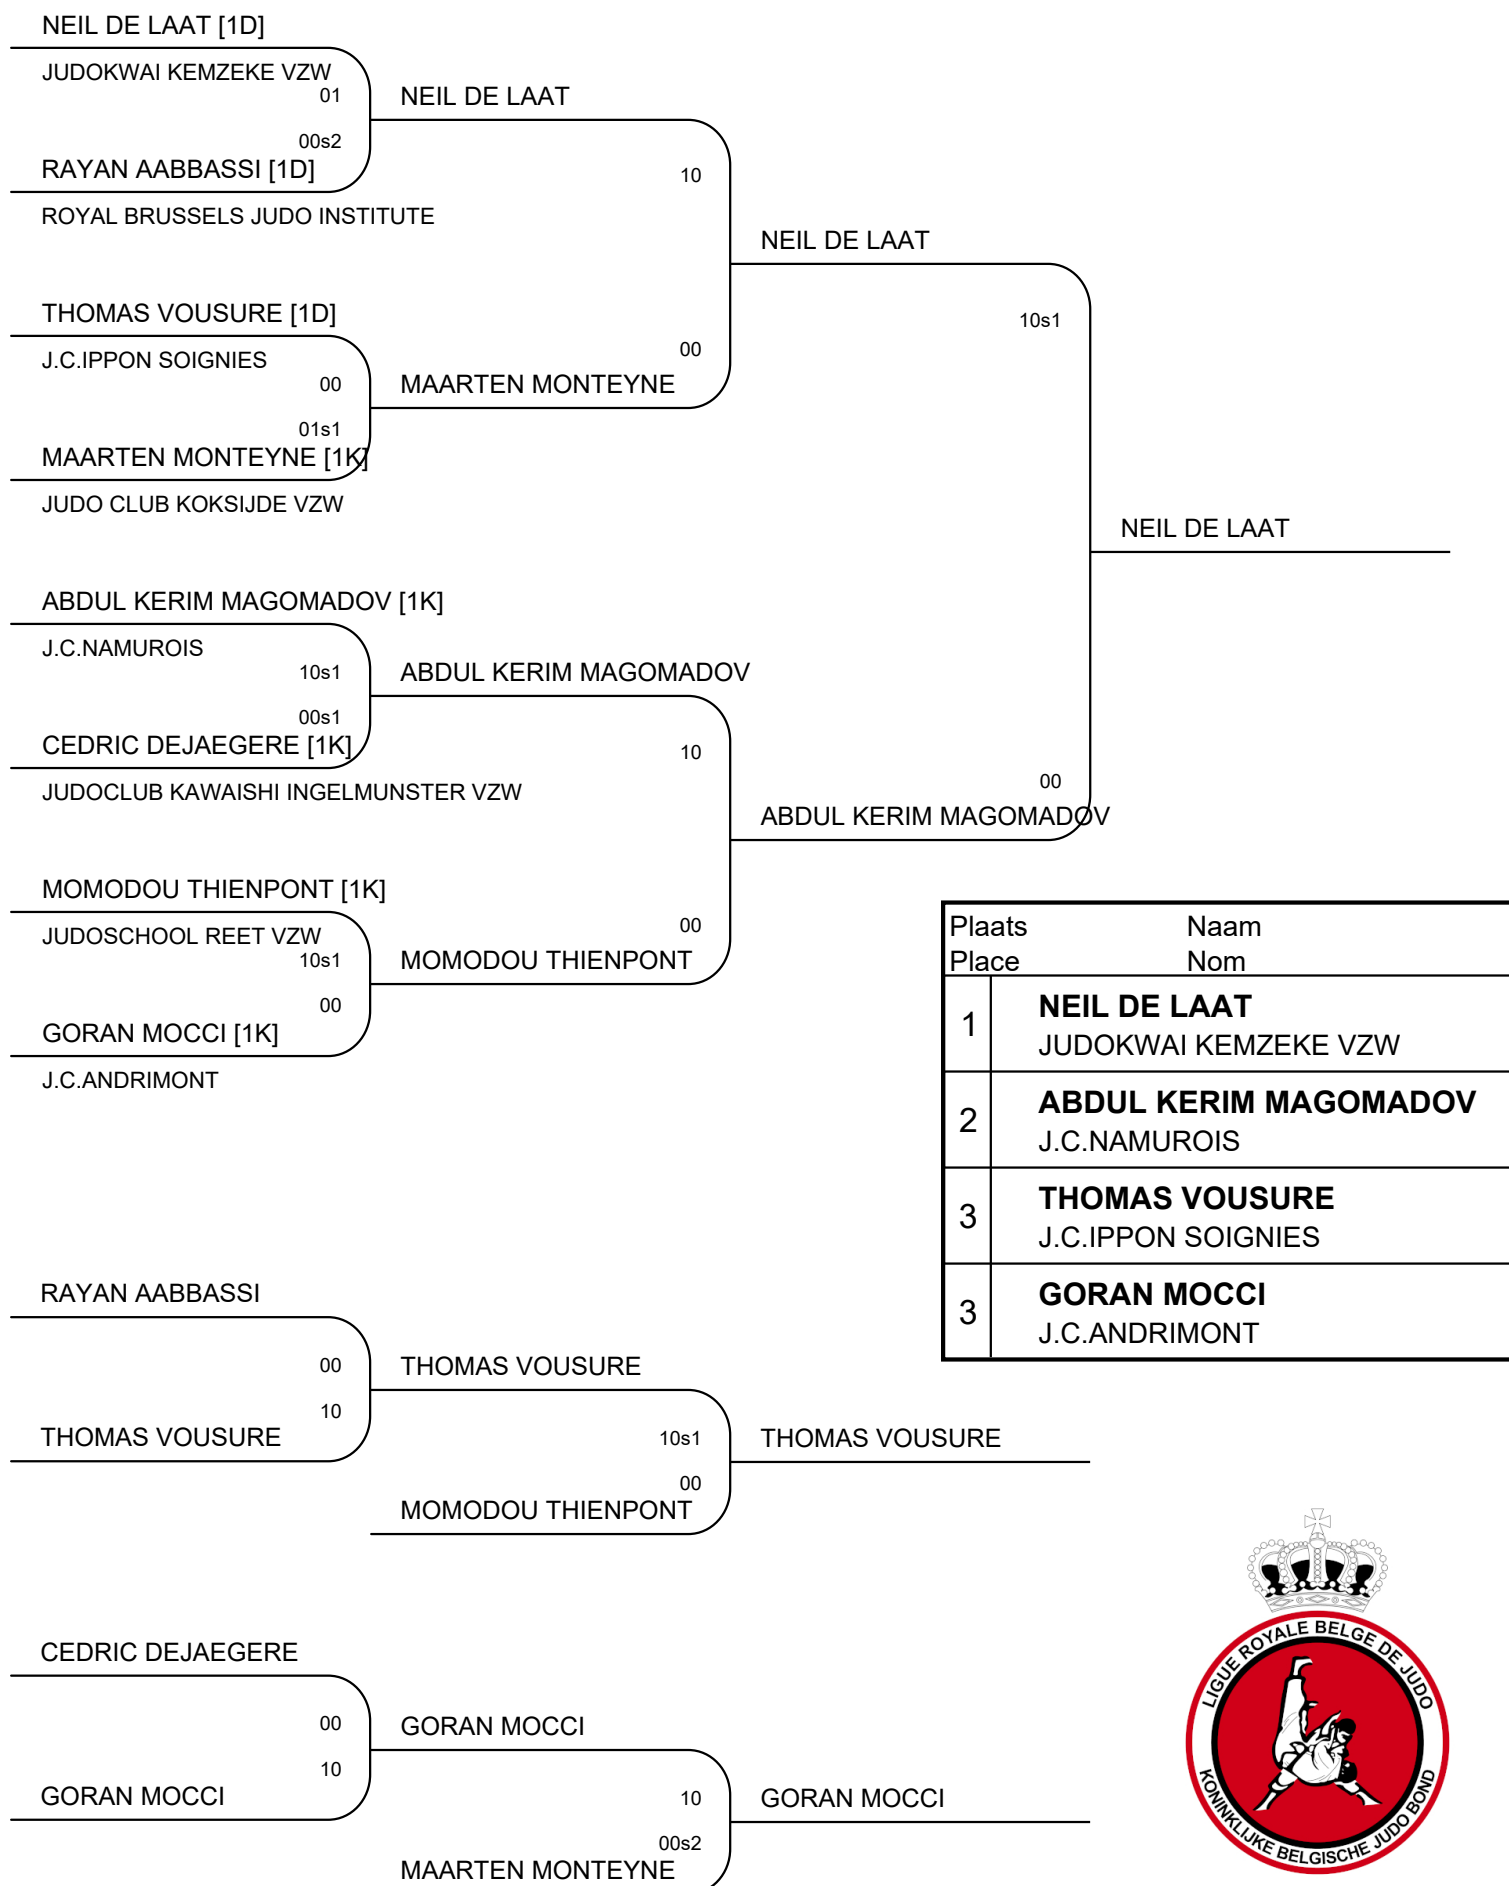 NEIL DE LAAT [1D]
JUDOKWAI KEMZEKE VZW
01
NEIL DE LAAT
00s2
RAYAN AABBASSI [1D]
10
ROYAL BRUSSELS JUDO INSTITUTE
NEIL DE LAAT
THOMAS VOUSURE [1D]
10s1
J.C.IPPON SOIGNIES
00
00
MAARTEN MONTEYNE
01s1
MAARTEN MONTEYNE [1K]
JUDO CLUB KOKSIJDE VZW
NEIL DE LAAT
ABDUL KERIM MAGOMADOV [1K]
J.C.NAMUROIS
10s1
ABDUL KERIM MAGOMADOV
00s1
CEDRIC DEJAEGERE [1K]
10
00
JUDOCLUB KAWAISHI INGELMUNSTER VZW
ABDUL KERIM MAGOMADOV
MOMODOU THIENPONT [1K]
JUDOSCHOOL REET VZW
00
10s1
MOMODOU THIENPONT
00
GORAN MOCCI [1K]
J.C.ANDRIMONT
Plaats Naam
Place Nom
1 NEIL DE LAAT
JUDOKWAI KEMZEKE VZW
2 ABDUL KERIM MAGOMADOV
J.C.NAMUROIS
3 THOMAS VOUSURE
J.C.IPPON SOIGNIES
3 GORAN MOCCI
J.C.ANDRIMONT
RAYAN AABBASSI
00
THOMAS VOUSURE
10
THOMAS VOUSURE
10s1
THOMAS VOUSURE
00
MOMODOU THIENPONT
CEDRIC DEJAEGERE
00
GORAN MOCCI
10
GORAN MOCCI
10
GORAN MOCCI
00s2
MAARTEN MONTEYNE
LIGUE ROYALE BELGE DE JUDO
KONINKLIJKE BELGISCHE JUDO BOND